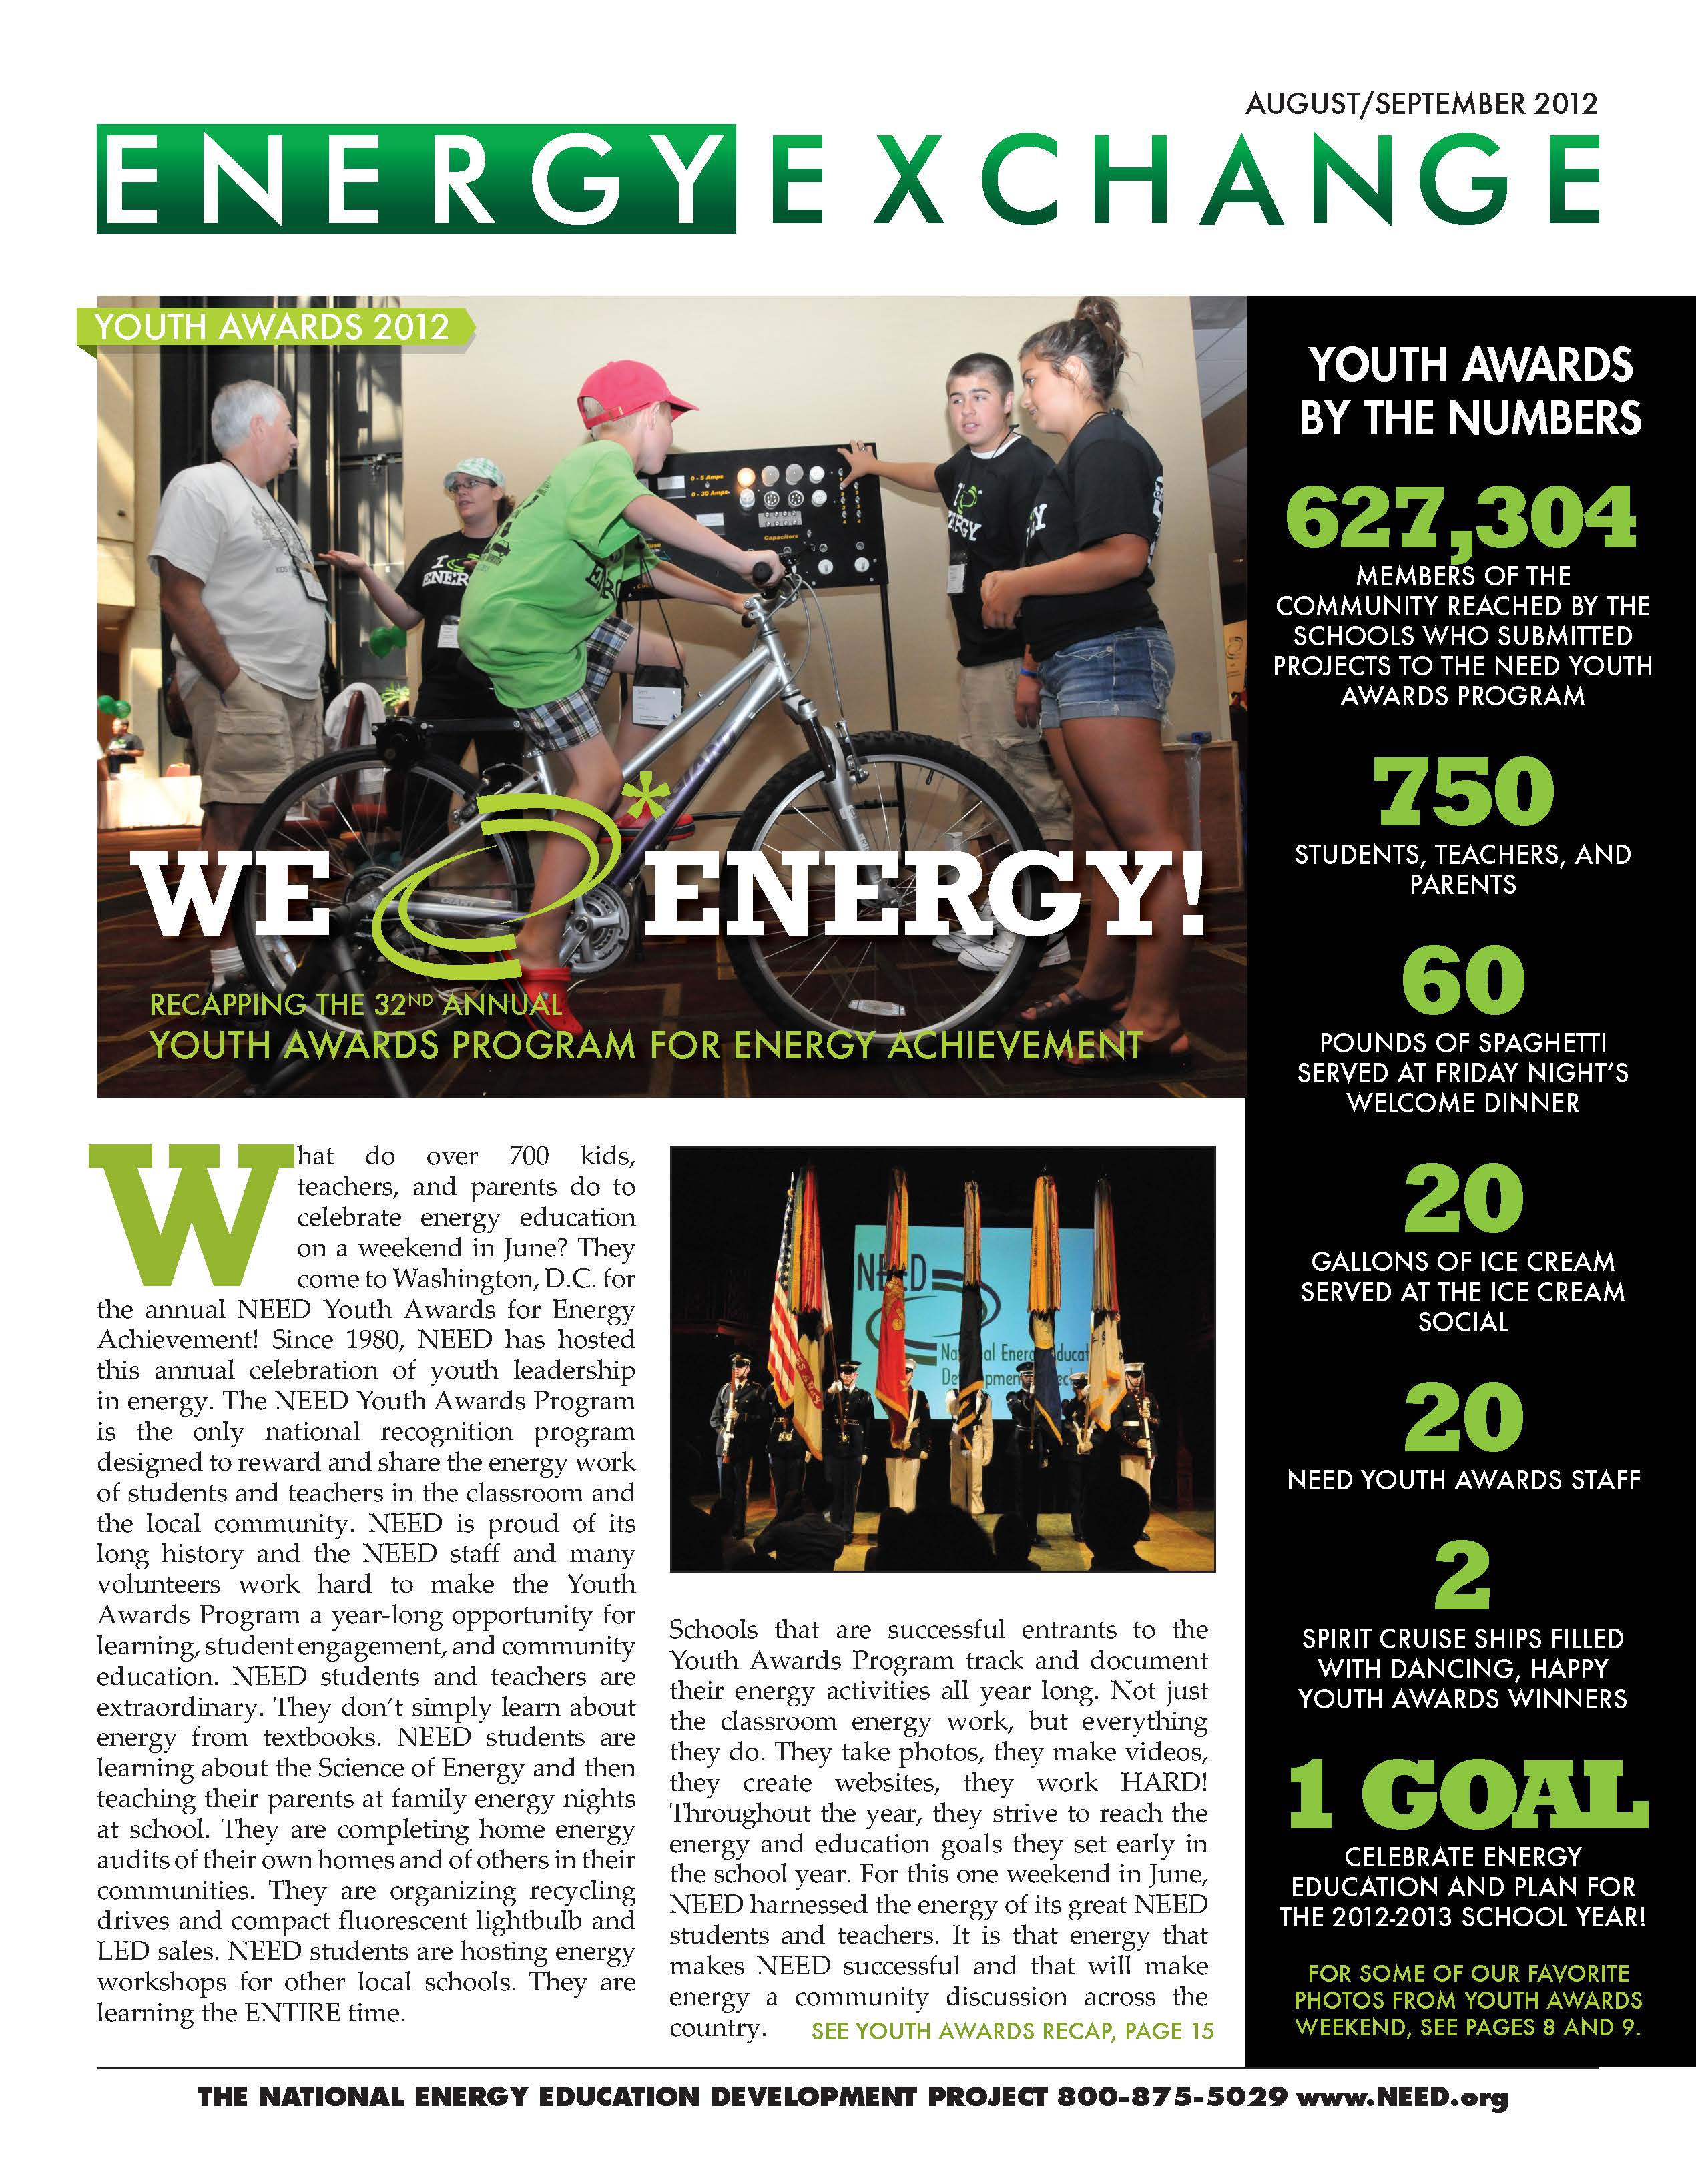 AUGUST/SEPTEMBER 2012
ENERGY EXCHANGE
YOUTH AWARDS 2012
0 - 5 Amps
0 - 30 Amps
Capacitors
WE * ENERGY!
RECAPPING THE 32ND ANNUAL
YOUTH AWARDS PROGRAM FOR ENERGY ACHIEVEMENT
What do over 700 kids,
teachers, and parents do to
celebrate energy education
on a weekend in June? They
come to Washington, D.C. for
the annual NEED Youth Awards for Energy
Achievement! Since 1980, NEED has hosted
this annual celebration of youth leadership
in energy. The NEED Youth Awards Program
is the only national recognition program
designed to reward and share the energy work
of students and teachers in the classroom and
the local community. NEED is proud of its
long history and the NEED staff and many
volunteers work hard to make the Youth
Awards Program a year-long opportunity for
learning, student engagement, and community
education. NEED students and teachers are
extraordinary. They don't simply learn about
energy from textbooks. NEED students are
learning about the Science of Energy and then
teaching their parents at family energy nights
at school. They are completing home energy
audits of their own homes and of others in their
communities. They are organizing recycling
drives and compact fluorescent lightbulb and
LED sales. NEED students are hosting energy
workshops for other local schools. They are
learning the ENTIRE time.
Schools that are successful entrants to the
Youth Awards Program track and document
their energy activities all year long. Not just
the classroom energy work, but everything
they do. They take photos, they make videos,
they create websites, they work HARD!
Throughout the year, they strive to reach the
energy and education goals they set early in
the school year. For this one weekend in June,
NEED harnessed the energy of its great NEED
students and teachers. It is that energy that
makes NEED successful and that will make
energy a community discussion across the
country. SEE YOUTH AWARDS RECAP, PAGE 15
YOUTH AWARDS
BY THE NUMBERS
627,304
MEMBERS OF THE
COMMUNITY REACHED BY THE
SCHOOLS WHO SUBMITTED
PROJECTS TO THE NEED YOUTH
AWARDS PROGRAM
750
STUDENTS, TEACHERS, AND
PARENTS
60
POUNDS OF SPAGHETTI
SERVED AT FRIDAY NIGHT'S
WELCOME DINNER
20
GALLONS OF ICE CREAM
SERVED AT THE ICE CREAM
SOCIAL
20
NEED YOUTH AWARDS STAFF
2
SPIRIT CRUISE SHIPS FILLED
WITH DANCING, HAPPY
YOUTH AWARDS WINNERS
1 GOAL
CELEBRATE ENERGY
EDUCATION AND PLAN FOR
THE 2012-2013 SCHOOL YEAR!
FOR SOME OF OUR FAVORITE
PHOTOS FROM YOUTH AWARDS
WEEKEND, SEE PAGES 8 AND 9.
THE NATIONAL ENERGY EDUCATION DEVELOPMENT PROJECT 800-875-5029 www.NEED.org